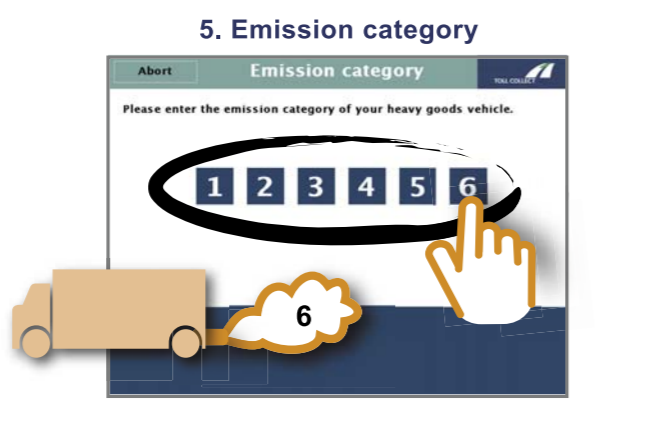 5. Emission category
Abort
Emission category
TOLL COLLECT
Please enter the emission category of your heavy goods vehicle.
1 2 3 4 5 6
6